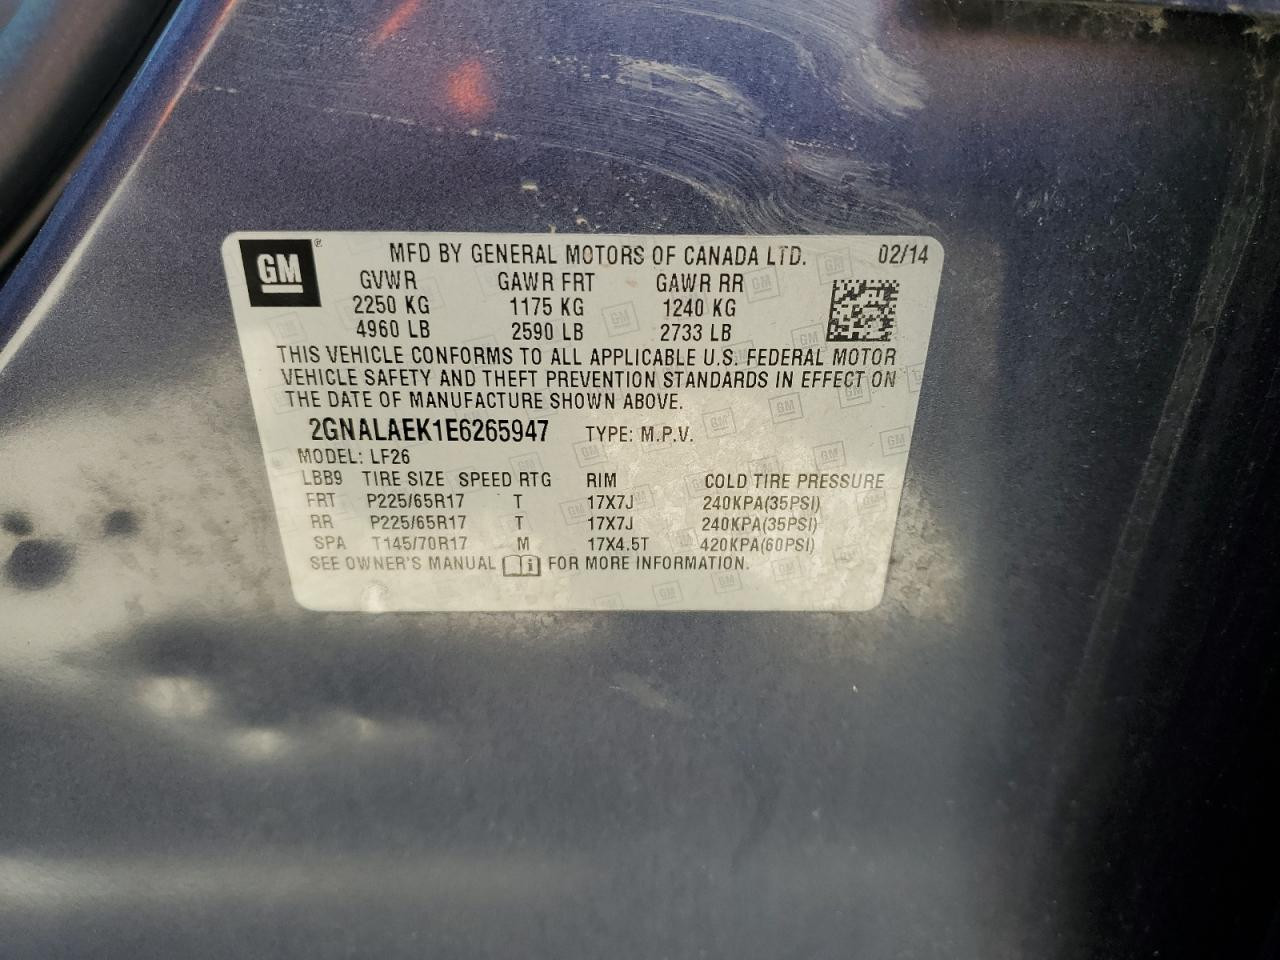 GM ® MFD BY GENERAL MOTORS OF CANADA LTD. 02/14
GVWR GAWR FRT GAWR RR
2250 KG 1175 KG 1240 KG
4960 LB 2590 LB 2733 LB
THIS VEHICLE CONFORMS TO ALL APPLICABLE U.S. FEDERAL MOTOR
VEHICLE SAFETY AND THEFT PREVENTION STANDARDS IN EFFECT ON
THE DATE OF MANUFACTURE SHOWN ABOVE.
2GNALAEK1E6265947 TYPE: M.P.V.
MODEL: LF26
LBB9 TIRE SIZE SPEED RTG RIM COLD TIRE PRESSURE
FRT P225/65R17 T 17X7J 240KPA(35PSI)
RR P225/65R17 T 17X7J 240KPA(35PSI)
SPA T145/70R17 M 17X4.5T 420KPA(60PSI)
SEE OWNER'S MANUAL i FOR MORE INFORMATION.